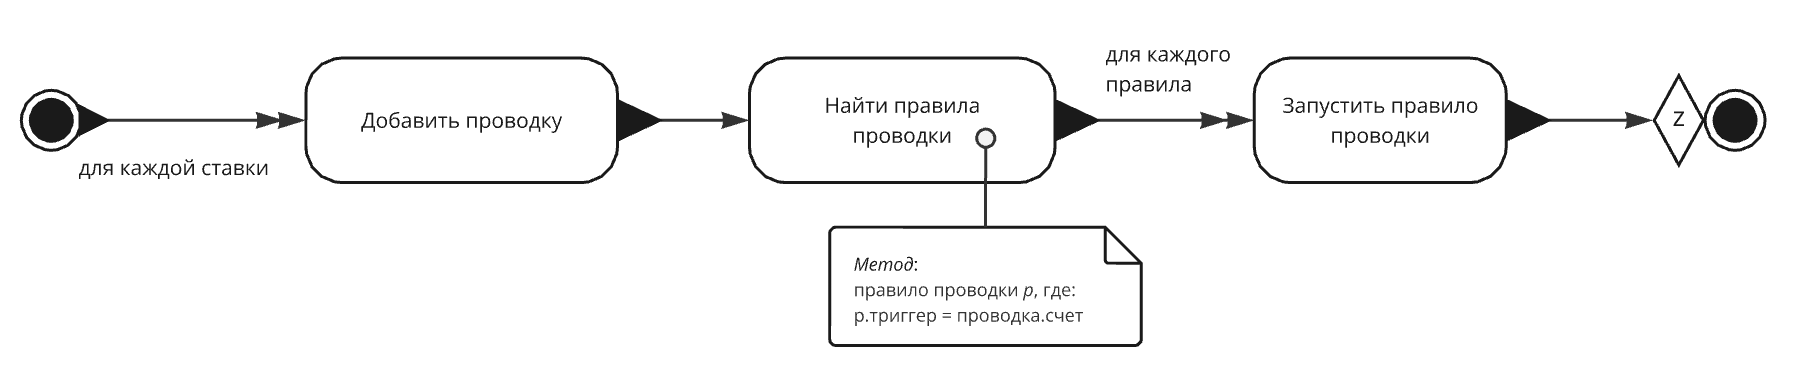 для каждой ставки
Добавить проводку
Найти правила
проводки
Метод:
правило проводки p, где:
р.триггер = проводка.счет
для каждого
правила
Запустить правило
проводки
Z